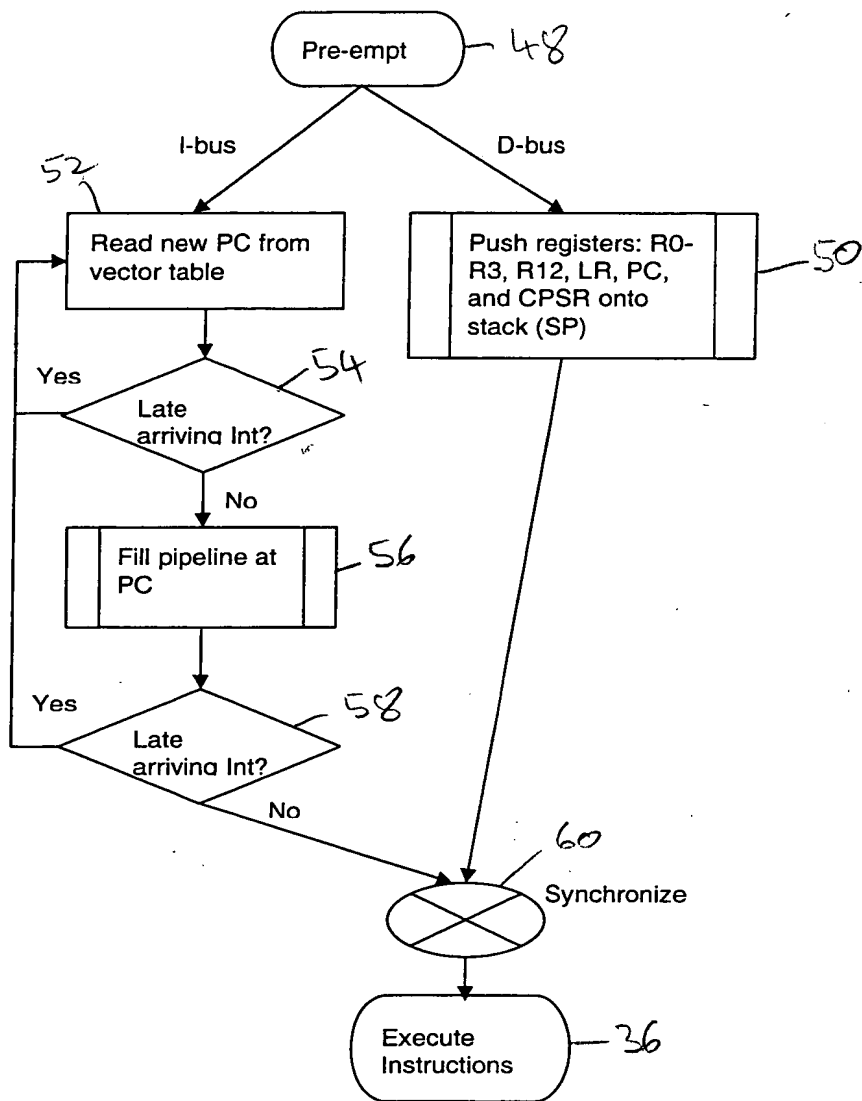 Pre-empt
48
I-bus
D-bus
52
Read new PC from
vector table
Push registers: R0-
R3, R12, LR, PC,
and CPSR onto
stack (SP)
50
Yes
54
Late
arriving Int?
No
Fill pipeline at
PC
56
Yes
58
Late
arriving Int?
No
60
Synchronize
Execute
Instructions
36